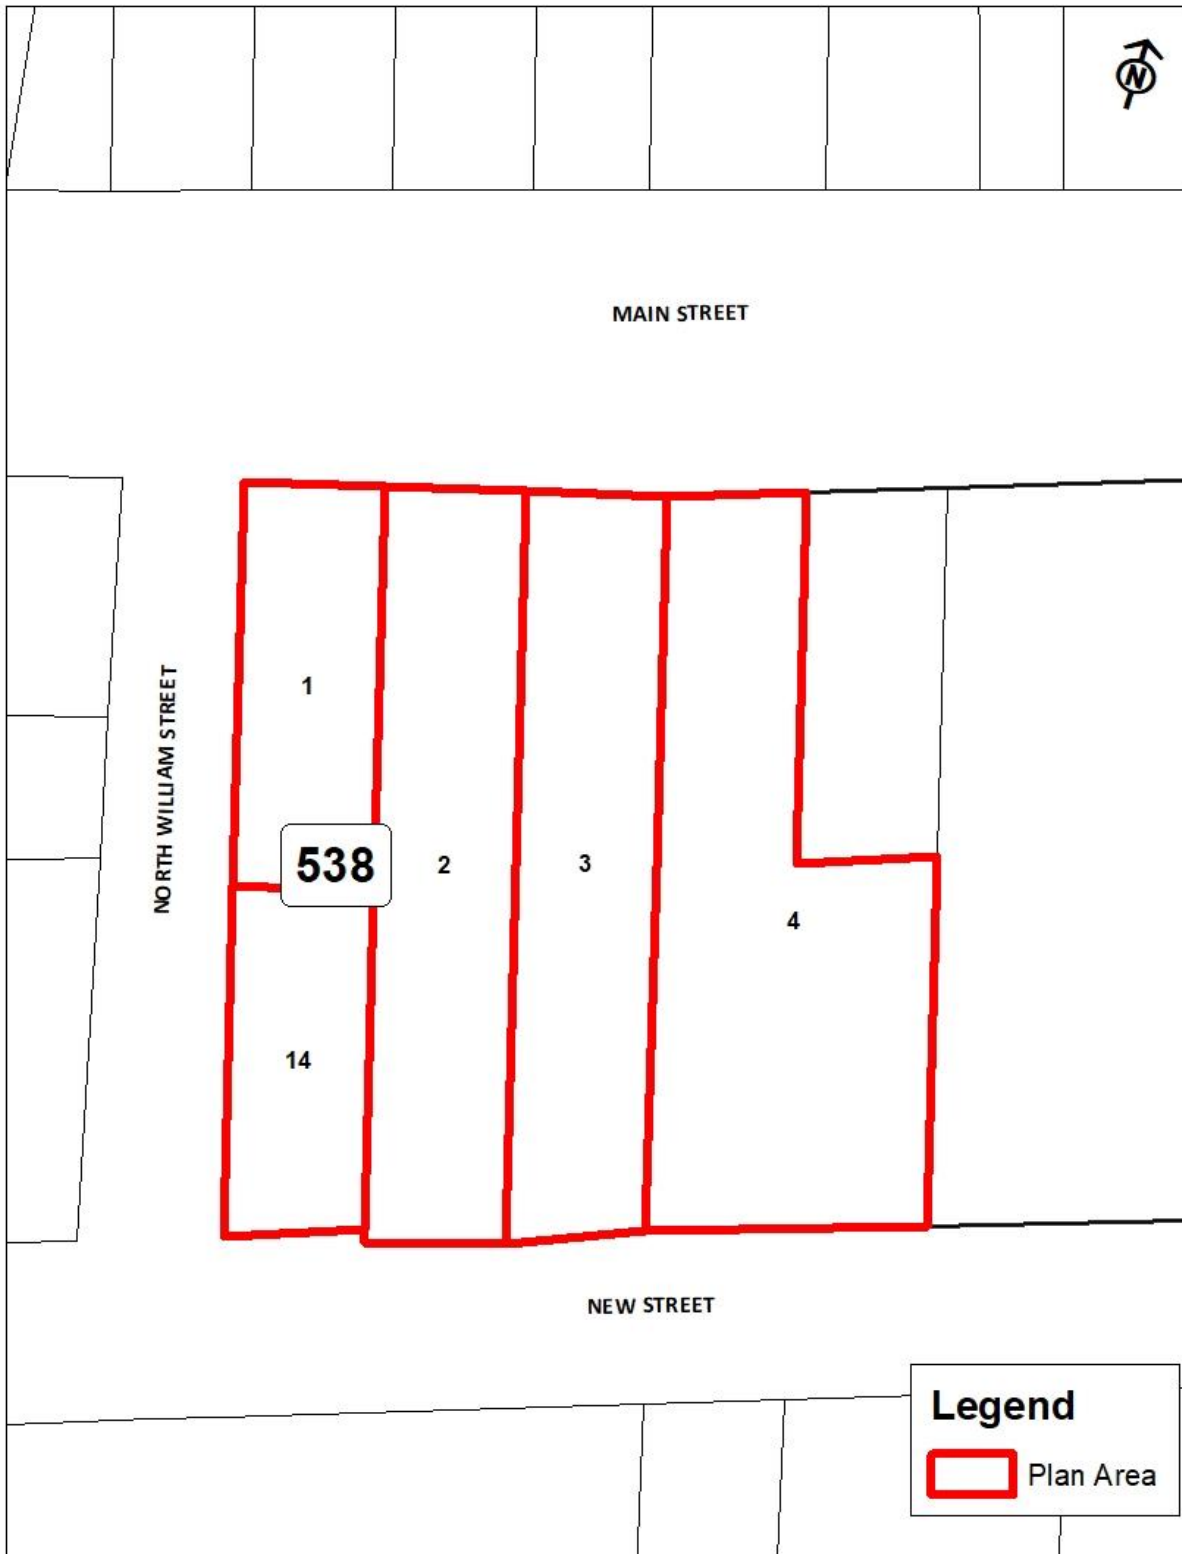 N
MAIN STREET
NORTH WILLIAM STREET
1
538
2
3
4
14
NEW STREET
Legend
Plan Area